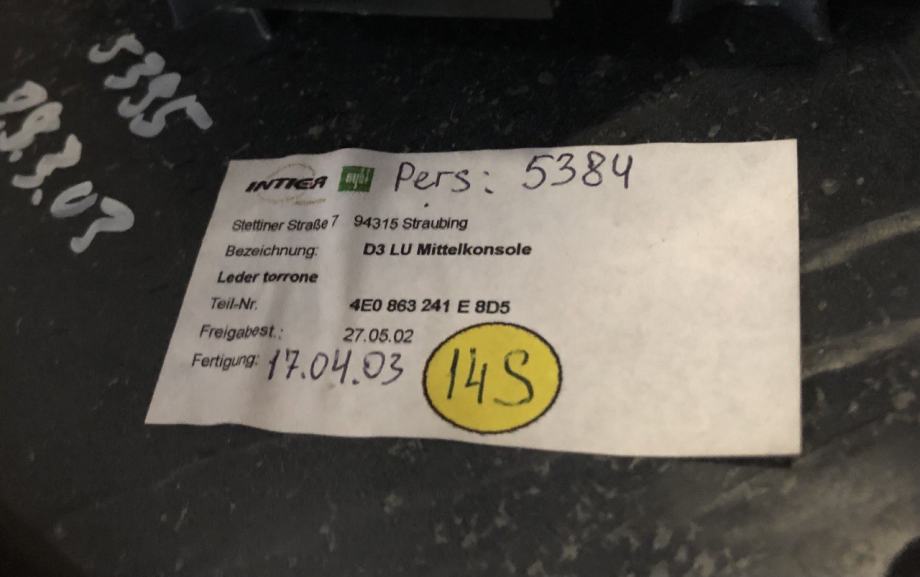 5395
29.3.03
INTIER Pers: 5384
Stettiner Straße 7 94315 Straubing
Bezeichnung: D3 LU Mittelkonsole
Leder torrone
Teil-Nr. 4E0 863 241 E 8D5
Freigabest.: 27.05.02
Fertigung: 17.04.03
14S